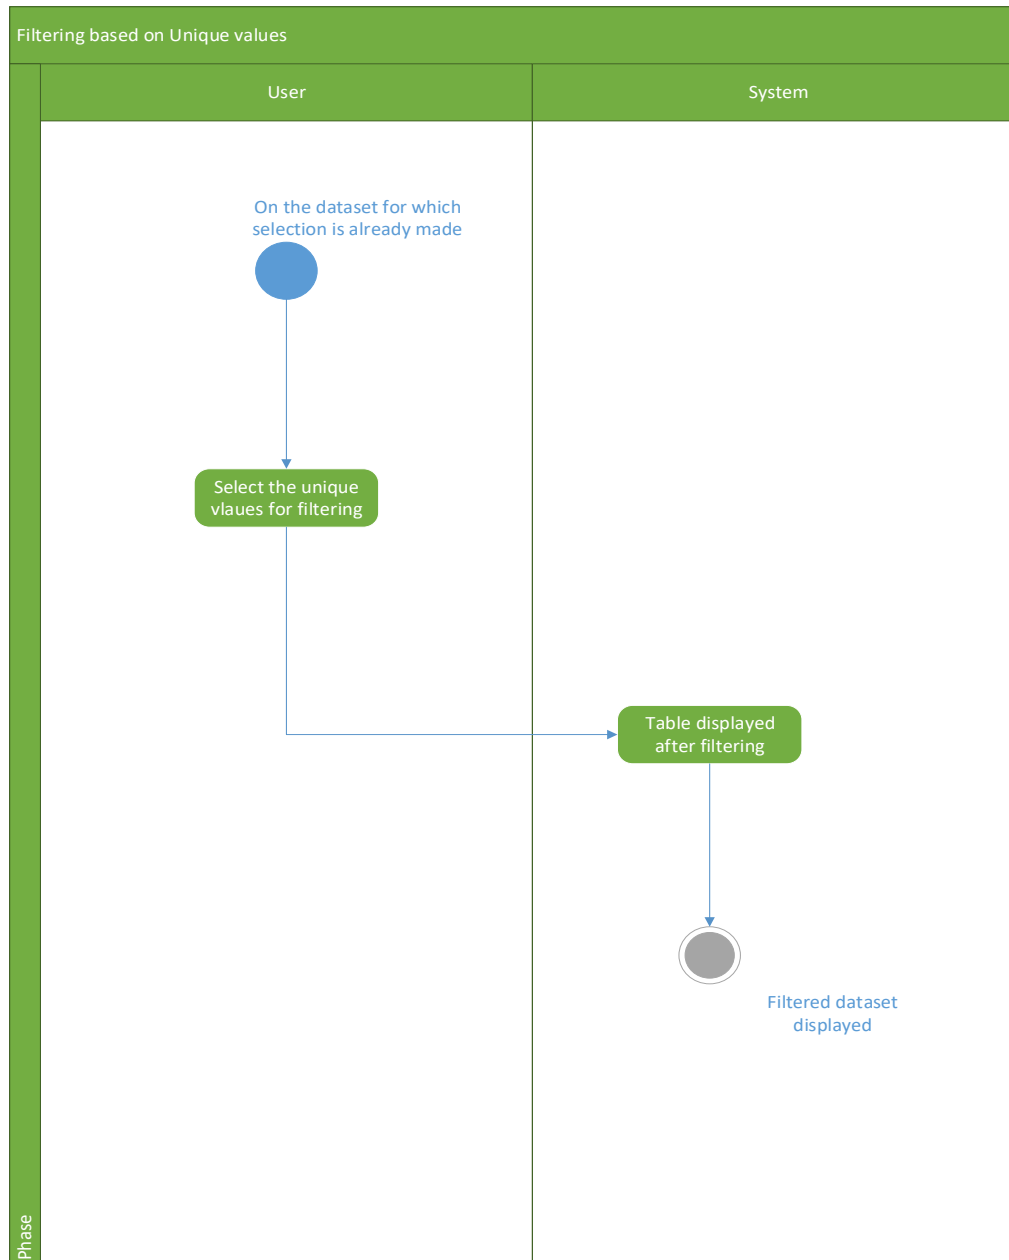 Filtering based on Unique values
User
System
On the dataset for which
selection is already made
Select the unique
vlaues for filtering
Table displayed
after filtering
Filtered dataset
displayed
Phase